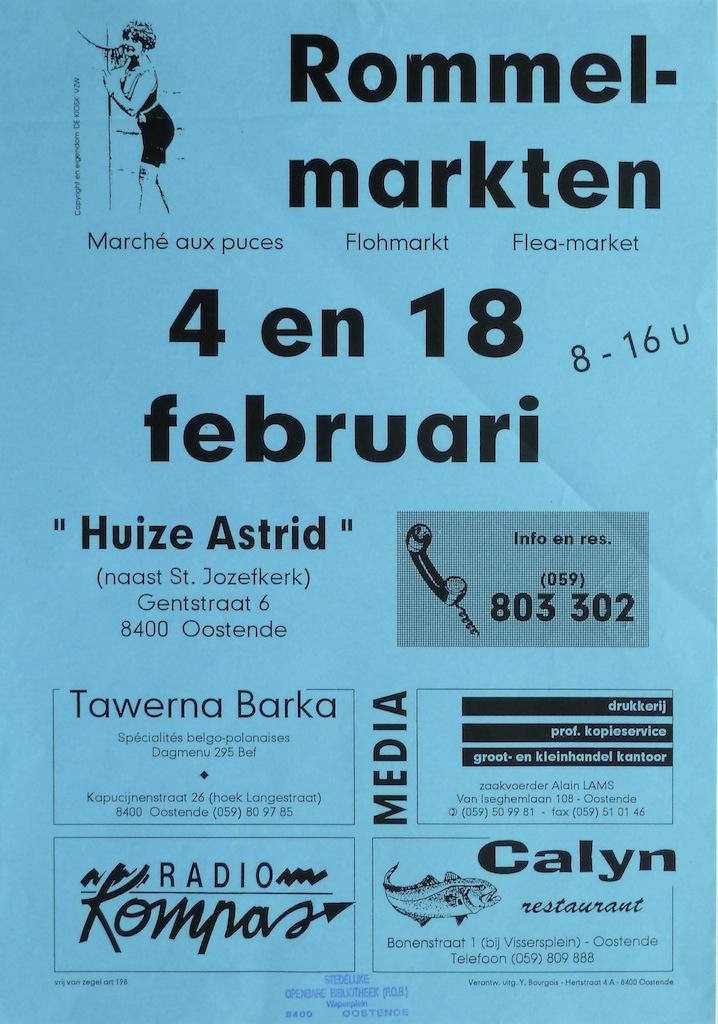 Copyright en eigendom DE KIOSK VZW
Rommel-
markten
Marché aux puces Flohmarkt Flea-market
4 en 18
februari
8 - 16 u
" Huize Astrid "
(naast St. Jozefkerk)
Gentstraat 6
8400 Oostende
Info en res.
(059)
803 302
Tawerna Barka
Spécialités belgo-polonaises
Dagmenu 295 Bef
Kapucijnenstraat 26 (hoek Langestraat)
8400 Oostende (059) 80 97 85
MEDIA
drukkerij
prof. kopieservice
groot- en kleinhandel kantoor
zaakvoerder Alain LAMS
Van Iseghemlaan 108 - Oostende
(059) 50 99 81 - fax (059) 51 01 46
RADIO
Kompas
Calyn
restaurant
Bonenstraat 1 (bij Vissersplein) - Oostende
Telefoon (059) 809 888
vrij van zegel art 198
STEDELIJKE
OPENBARE BIBLIOTHEEK (P.O.B.)
Wapenplein
8400 OOSTENDE
Verantw. uitg. Y. Bourgois - Hertstraat 4 A - 8400 Oostende